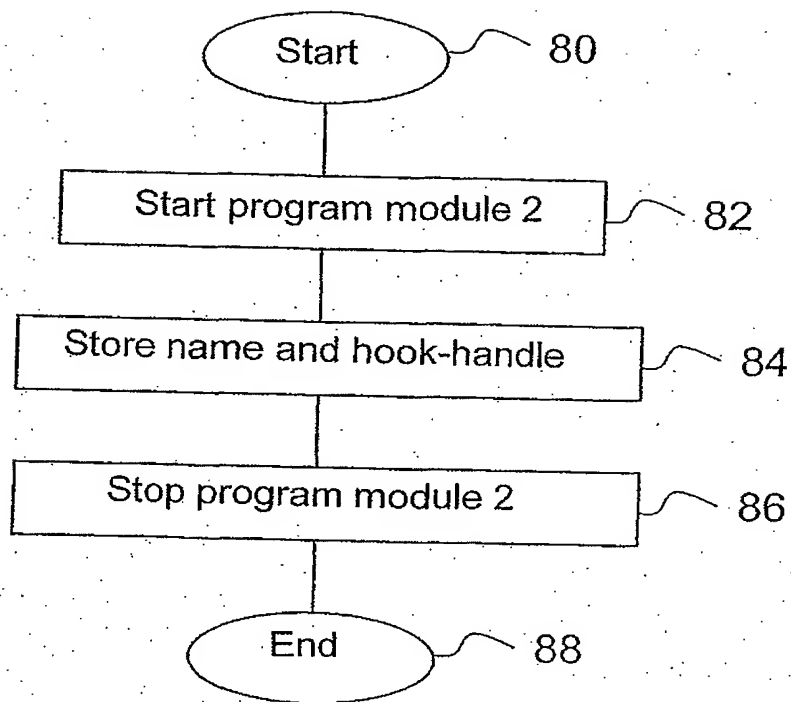 Start 80
Start program module 2 82
Store name and hook-handle 84
Stop program module 2 86
End 88